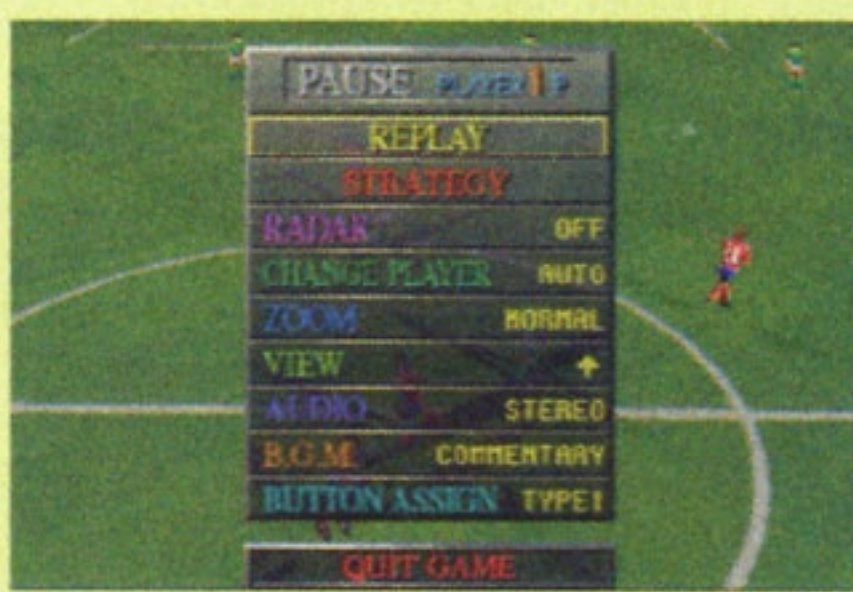 PAUSE PLAYER 1 P
REPLAY
STRATEGY
RADAR OFF
CHANGE PLAYER AUTO
ZOOM NORMAL
VIEW ↑
AUDIO STEREO
B.G.M. COMMENTARY
BUTTON ASSIGN TYPE1
QUIT GAME